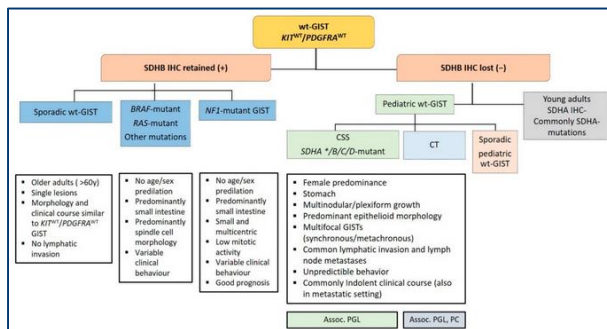 wt-GIST
KIT^WT/PDGFRA^WT
SDHB IHC retained (+)
SDHB IHC lost (−)
Sporadic wt-GIST
BRAF-mutant
RAS-mutant
Other mutations
NF1-mutant GIST
Pediatric wt-GIST
Young adults
SDHA IHC-
Commonly SDHA-
mutations
CSS
SDHA */B/C/D-mutant
CT
Sporadic
pediatric
wt-GIST
▪ Older adults ( >60y)
▪ Single lesions
▪ Morphology and
clinical course similar
to KIT^WT/PDGFRA^WT
GIST
▪ No lymphatic
invasion
▪ No age/sex
predilation
▪ Predominantly
small intestine
▪ Predominantly
spindle cell
morphology
▪ Variable
clinical
behaviour
▪ No age/sex
predilation
▪ Predominantly
small intestine
▪ Small and
multicentric
▪ Low mitotic
activity
▪ Variable clinical
behaviour
▪ Good prognosis
▪ Female predominance
▪ Stomach
▪ Multinodular/plexiform growth
▪ Predominant epithelioid morphology
▪ Multifocal GISTs
(synchronous/metachronous)
▪ Common lymphatic invasion and lymph
node metastases
▪ Unpredictible behavior
▪ Commonly Indolent clinical course (also
in metastatic setting)
Assoc. PGL
Assoc. PGL, PC